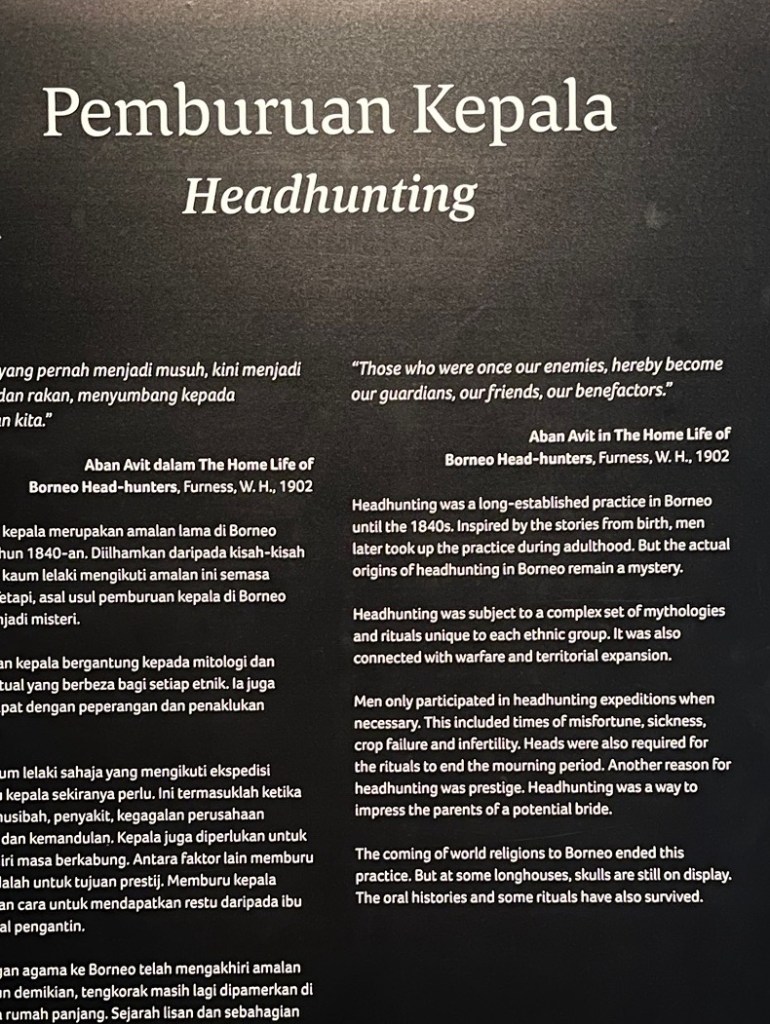 Pemburuan Kepala
Headhunting
yang pernah menjadi musuh, kini menjadi
dan rakan, menyumbang kepada
kita.”
Aban Avit dalam The Home Life of
Borneo Head-hunters, Furness, W. H., 1902
kepala merupakan amalan lama di Borneo
1840-an. Diilhamkan daripada kisah-kisah
kaum lelaki mengikuti amalan ini semasa
asal usul pemburuan kepala di Borneo
misteri.
kepala bergantung kepada mitologi dan
yang berbeza bagi setiap etnik. Ia juga
dengan peperangan dan penaklukan
lelaki sahaja yang mengikuti ekspedisi
kepala sekiranya perlu. Ini termasuklah ketika
penyakit, kegagalan perusahaan
dan kemandulan. Kepala juga diperlukan untuk
masa berkabung. Antara faktor lain memburu
untuk tujuan prestij. Memburu kepala
cara untuk mendapatkan restu daripada ibu
pengantin.
agama ke Borneo telah mengakhiri amalan
demikian, tengkorak masih lagi dipamerkan di
rumah panjang. Sejarah lisan dan sebahagian
“Those who were once our enemies, hereby become
our guardians, our friends, our benefactors.”
Aban Avit in The Home Life of
Borneo Head-hunters, Furness, W. H., 1902
Headhunting was a long-established practice in Borneo
until the 1840s. Inspired by the stories from birth, men
later took up the practice during adulthood. But the actual
origins of headhunting in Borneo remain a mystery.
Headhunting was subject to a complex set of mythologies
and rituals unique to each ethnic group. It was also
connected with warfare and territorial expansion.
Men only participated in headhunting expeditions when
necessary. This included times of misfortune, sickness,
crop failure and infertility. Heads were also required for
the rituals to end the mourning period. Another reason for
headhunting was prestige. Headhunting was a way to
impress the parents of a potential bride.
The coming of world religions to Borneo ended this
practice. But at some longhouses, skulls are still on display.
The oral histories and some rituals have also survived.